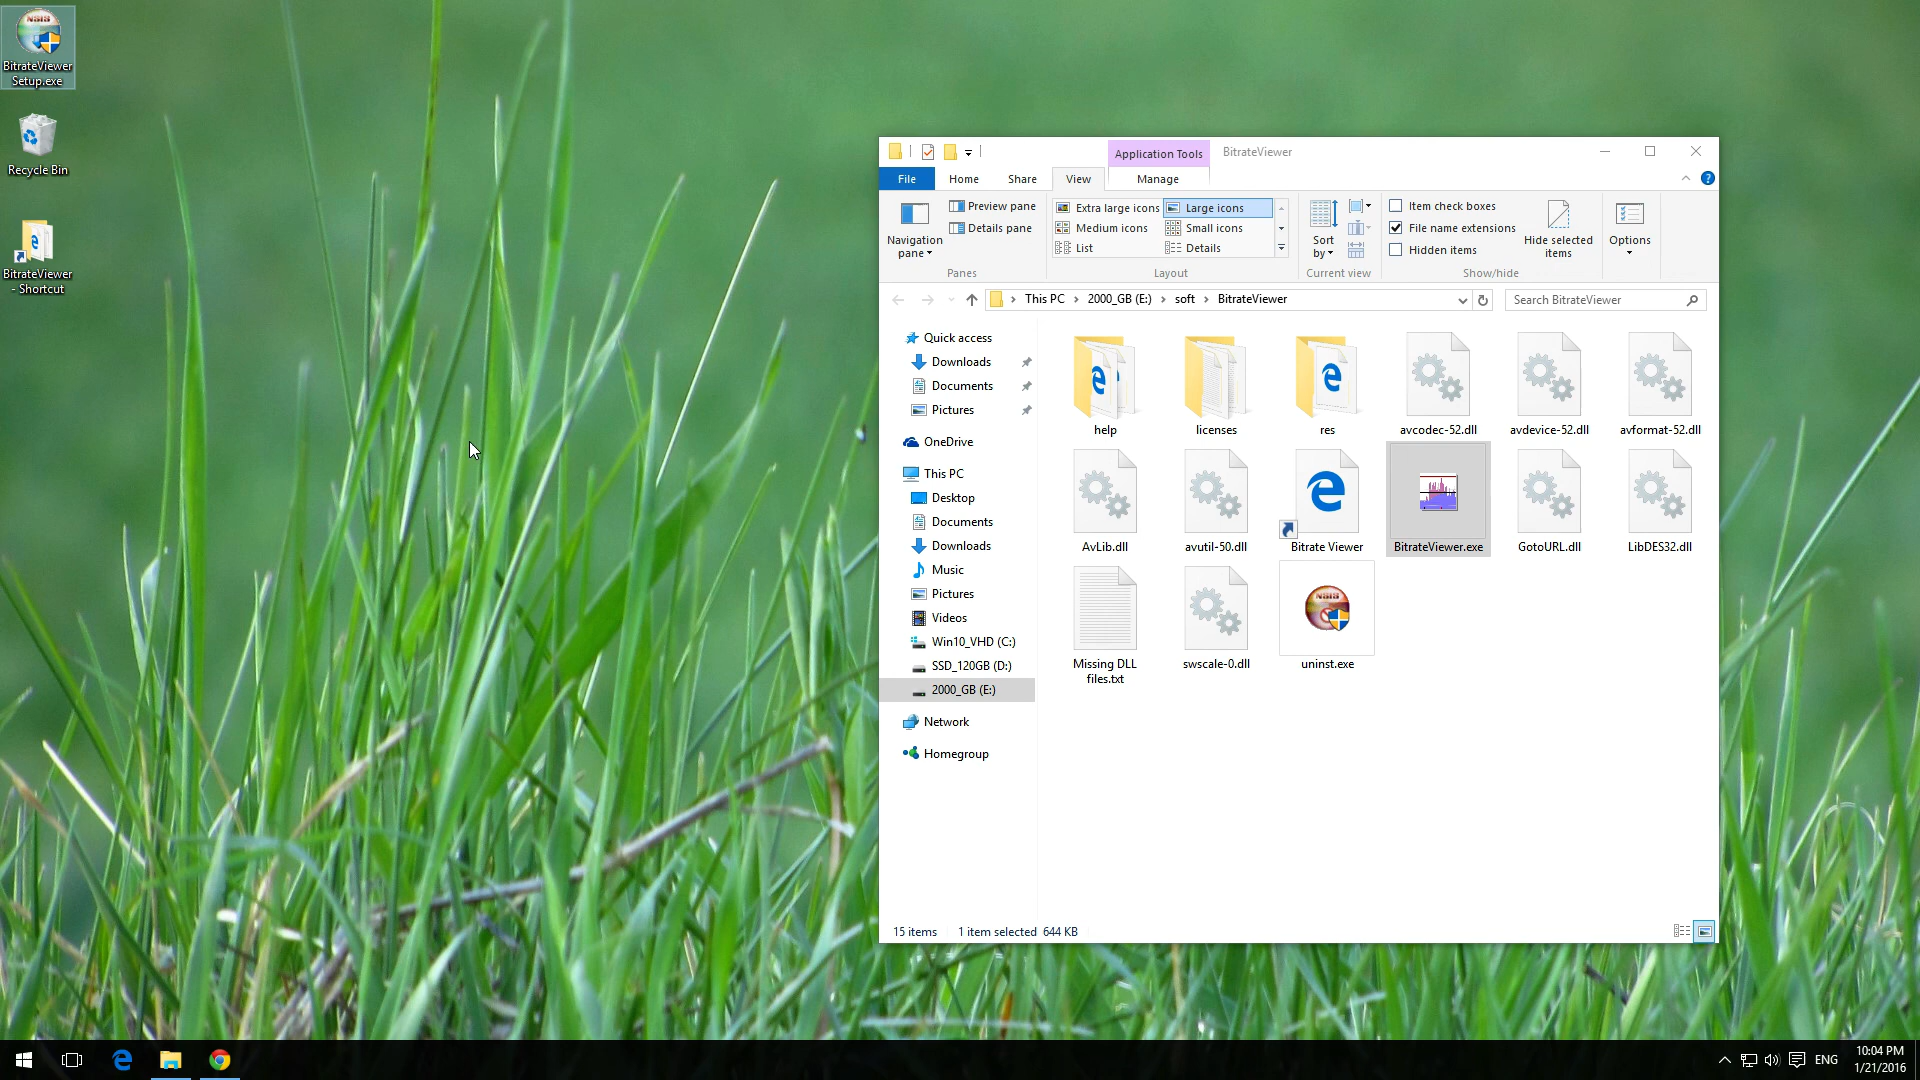 BitrateViewer
Setup.exe
Recycle Bin
BitrateViewer
- Shortcut
Application Tools
BitrateViewer
File
Home
Share
View
Manage
Navigation
pane
Preview pane
Details pane
Panes
Extra large icons
Large icons
Medium icons
Small icons
List
Details
Layout
Sort
by
Current view
Item check boxes
File name extensions
Hidden items
Hide selected
items
Show/hide
Options
This PC
2000_GB (E:)
soft
BitrateViewer
Search BitrateViewer
Quick access
Downloads
Documents
Pictures
OneDrive
This PC
Desktop
Documents
Downloads
Music
Pictures
Videos
Win10_VHD (C:)
SSD_120GB (D:)
2000_GB (E:)
Network
Homegroup
help
licenses
res
avcodec-52.dll
avdevice-52.dll
avformat-52.dll
AvLib.dll
avutil-50.dll
Bitrate Viewer
BitrateViewer.exe
GotoURL.dll
LibDES32.dll
Missing DLL
files.txt
swscale-0.dll
NSIS
uninst.exe
15 items
1 item selected 644 KB
ENG
10:04 PM
1/21/2016